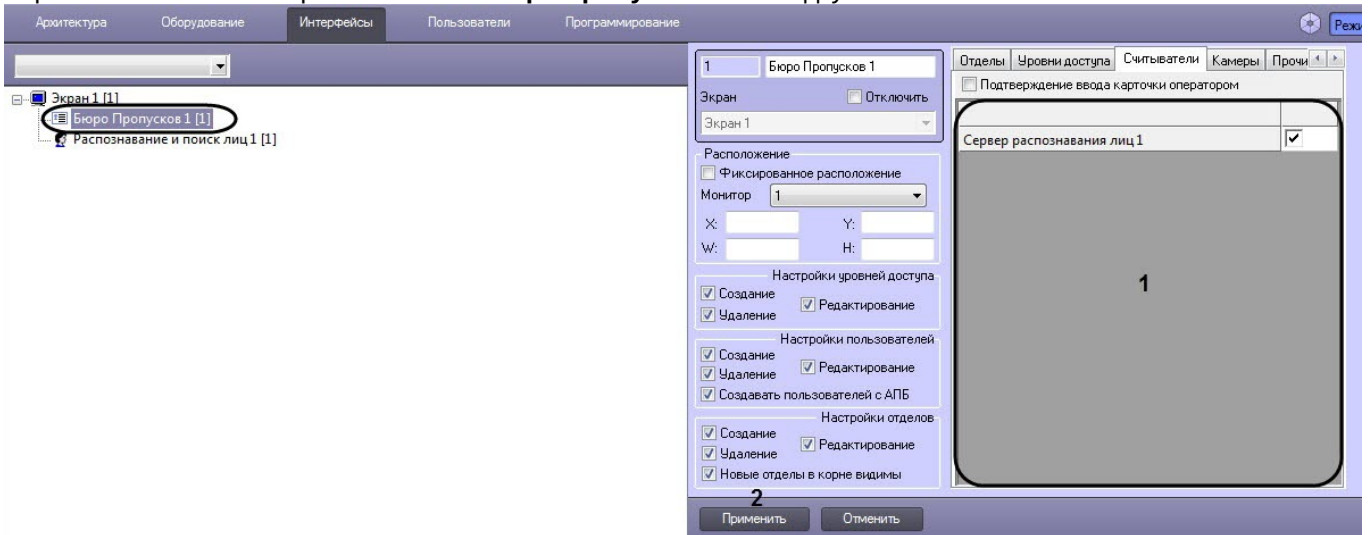 Архитектура Оборудование Интерфейсы Пользователи Программирование
Экран 1 [1]
Бюро Пропусков 1 [1]
Распознавание и поиск лиц 1 [1]
1 Бюро Пропусков 1
Экран Отключить
Экран 1
Расположение
Фиксированное расположение
Монитор 1
X: Y:
W: H:
Настройки уровней доступа
Создание
Редактирование
Удаление
Настройки пользователей
Создание
Редактирование
Удаление
Создавать пользователей с АПБ
Настройки отделов
Создание
Редактирование
Удаление
Новые отделы в корне видимы
2
Применить Отменить
Отделы Уровни доступа Считыватели Камеры Прочи
Подтверждение ввода карточки оператором
Сервер распознавания лиц 1
1